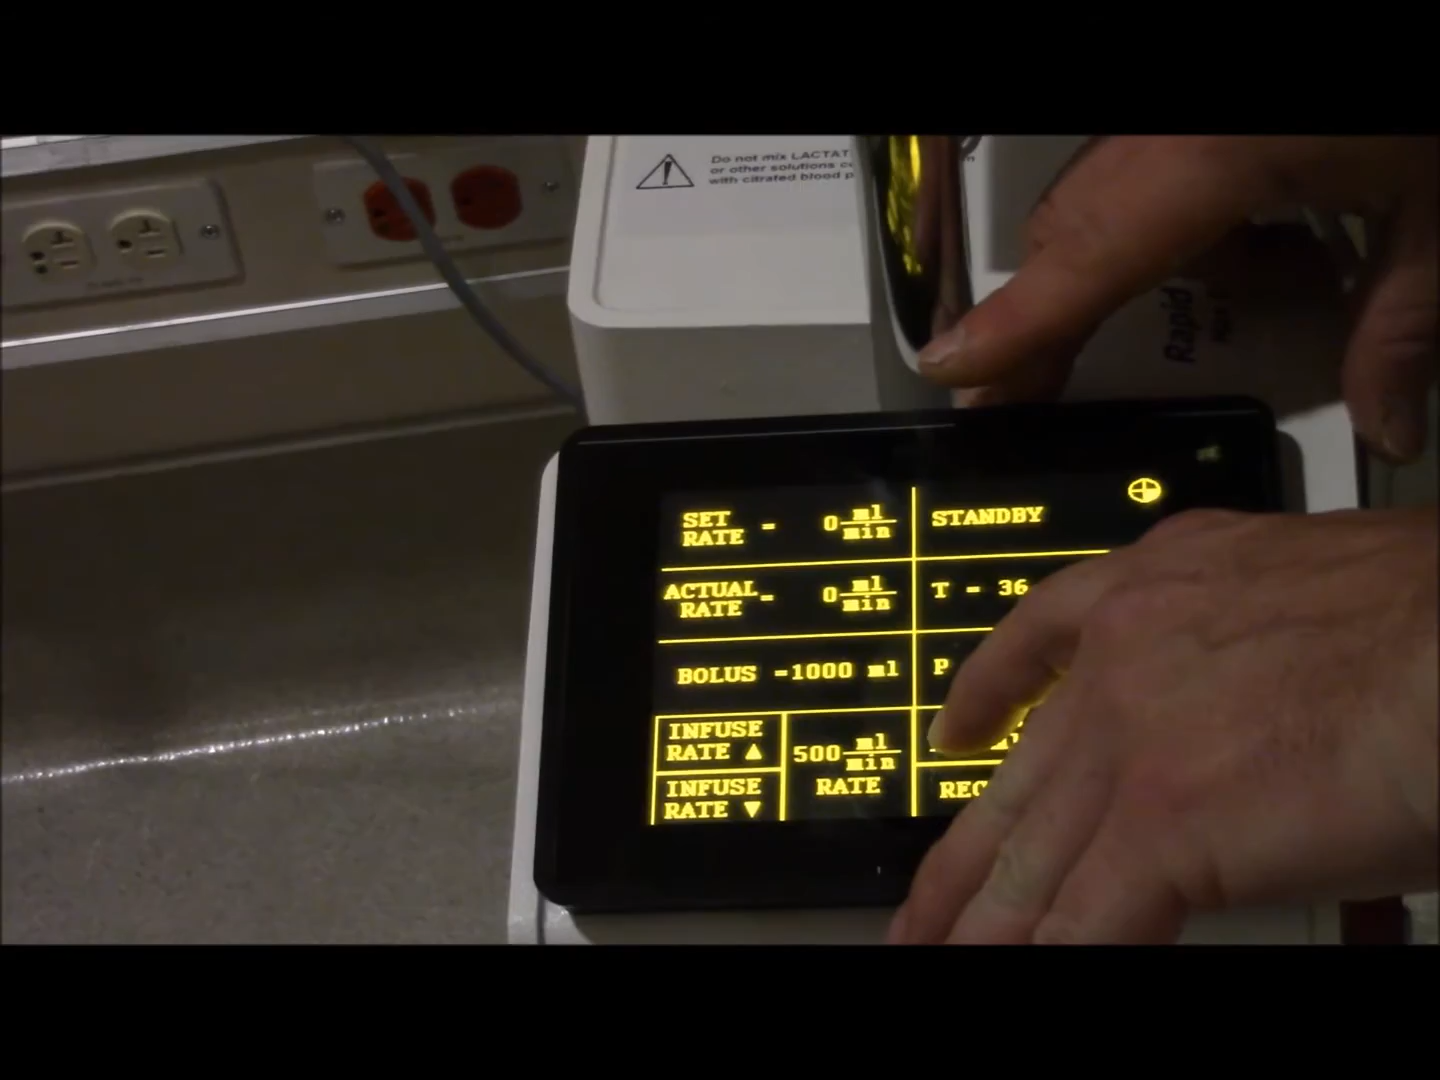 Do not mix LACTAT
or other solutions
with citrated blood p
Rapid
SET
RATE = 0 ml
min
STANDBY
ACTUAL
RATE = 0 ml
min
T = 36
BOLUS =1000 ml
P
INFUSE
RATE ▲
INFUSE
RATE ▼
500 ml
min
RATE
REC